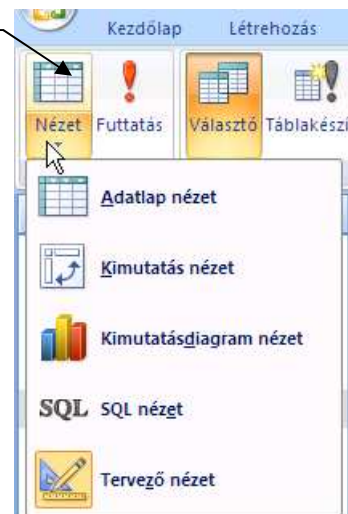 Kezdőlap Létrehozás
Nézet Futtatás Választó Táblakészí
Adatlap nézet
Kimutatás nézet
Kimutatásdiagram nézet
SQL SQL nézet
Tervező nézet